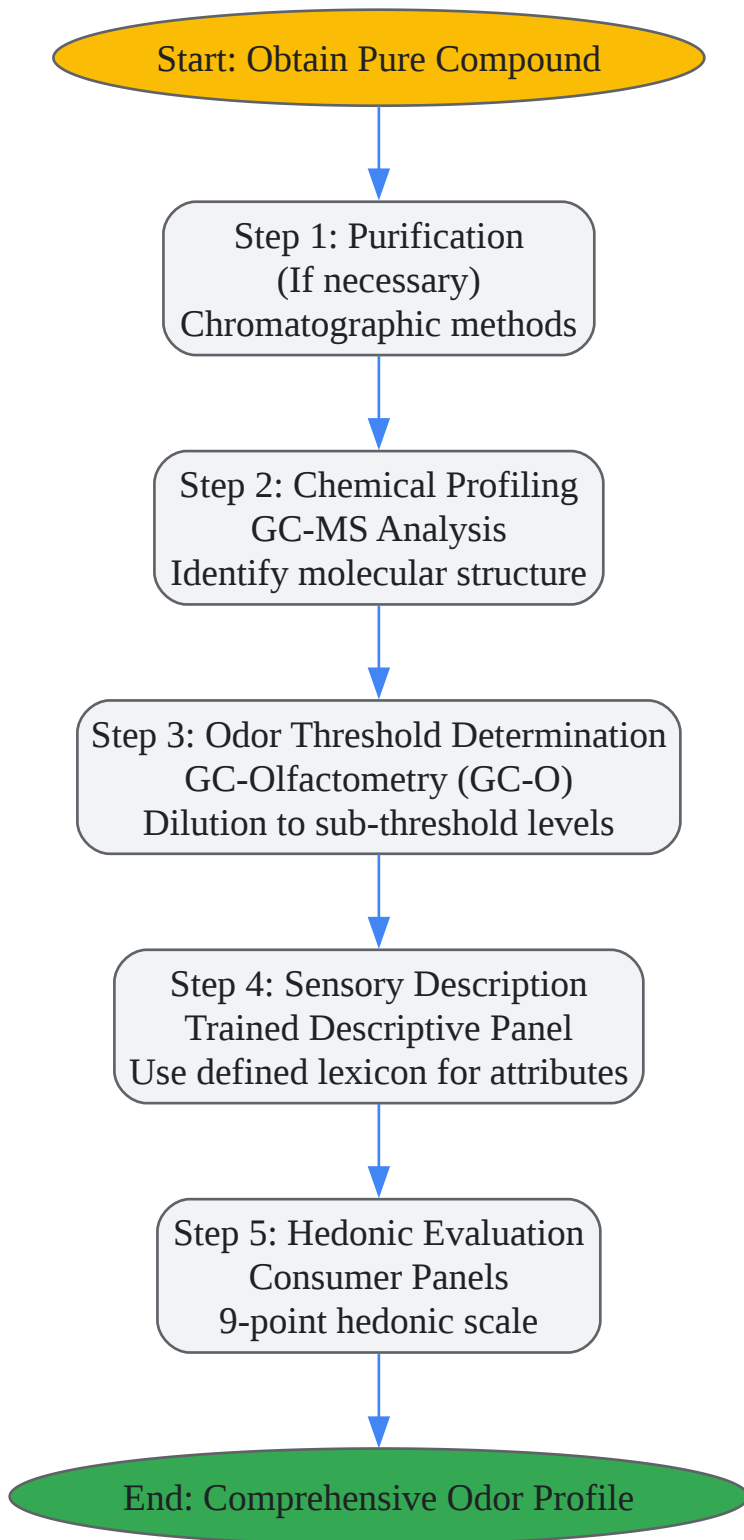 Start: Obtain Pure Compound
Step 1: Purification
(If necessary)
Chromatographic methods
Step 2: Chemical Profiling
GC-MS Analysis
Identify molecular structure
Step 3: Odor Threshold Determination
GC-Olfactometry (GC-O)
Dilution to sub-threshold levels
Step 4: Sensory Description
Trained Descriptive Panel
Use defined lexicon for attributes
Step 5: Hedonic Evaluation
Consumer Panels
9-point hedonic scale
End: Comprehensive Odor Profile